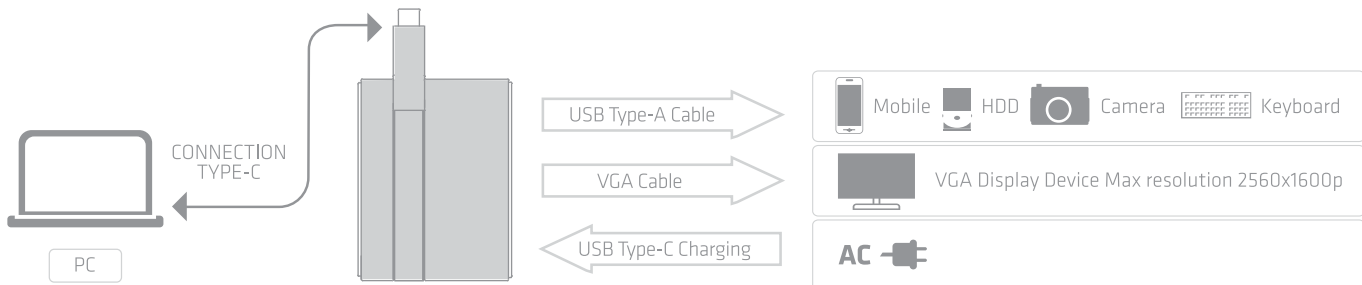 CONNECTION
TYPE-C
PC
USB Type-A Cable
VGA Cable
USB Type-C Charging
Mobile HDD Camera Keyboard
VGA Display Device Max resolution 2560x1600p
AC